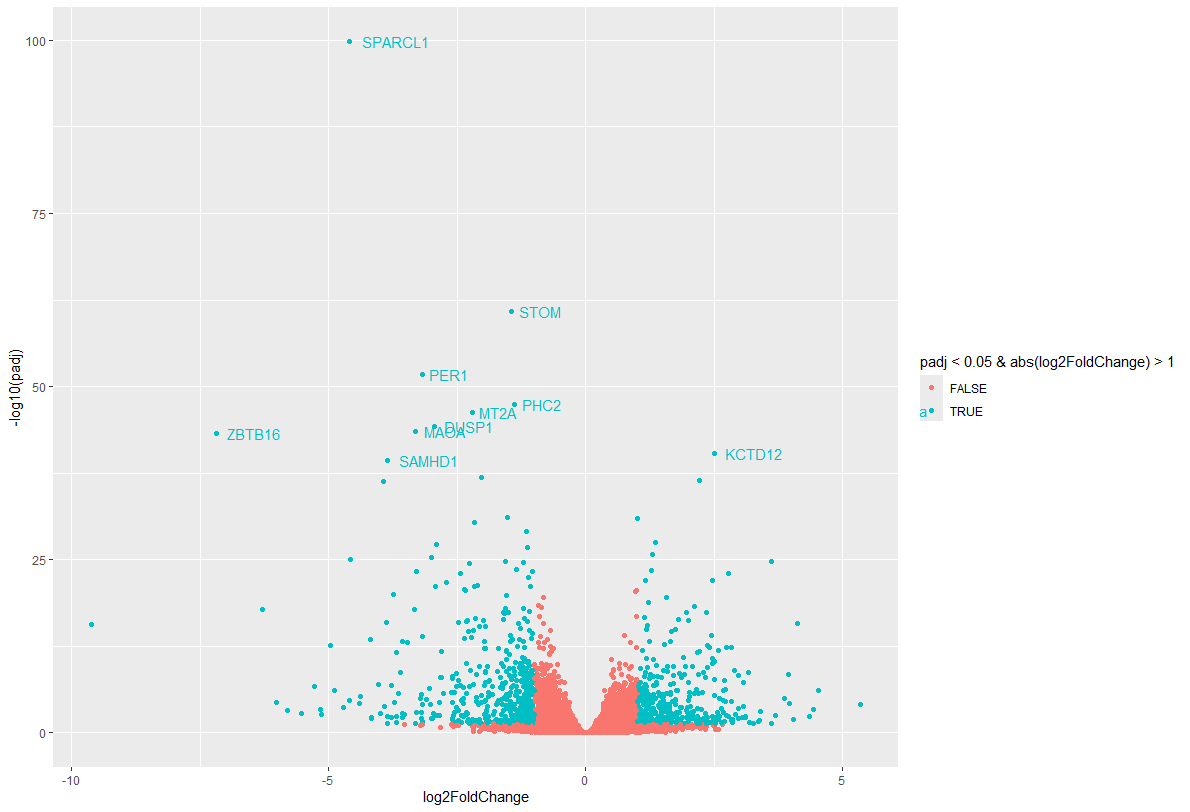 100
SPARCL1
75
STOM
padj < 0.05 & abs(log2FoldChange) > 1
-log10(padj)
PER1
50
FALSE
PHC2
MT2A
a
TRUE
DUSP1
MAOA
ZBTB16
KCTD12
SAMHD1
25
0
-10
-5
0
5
log2FoldChange